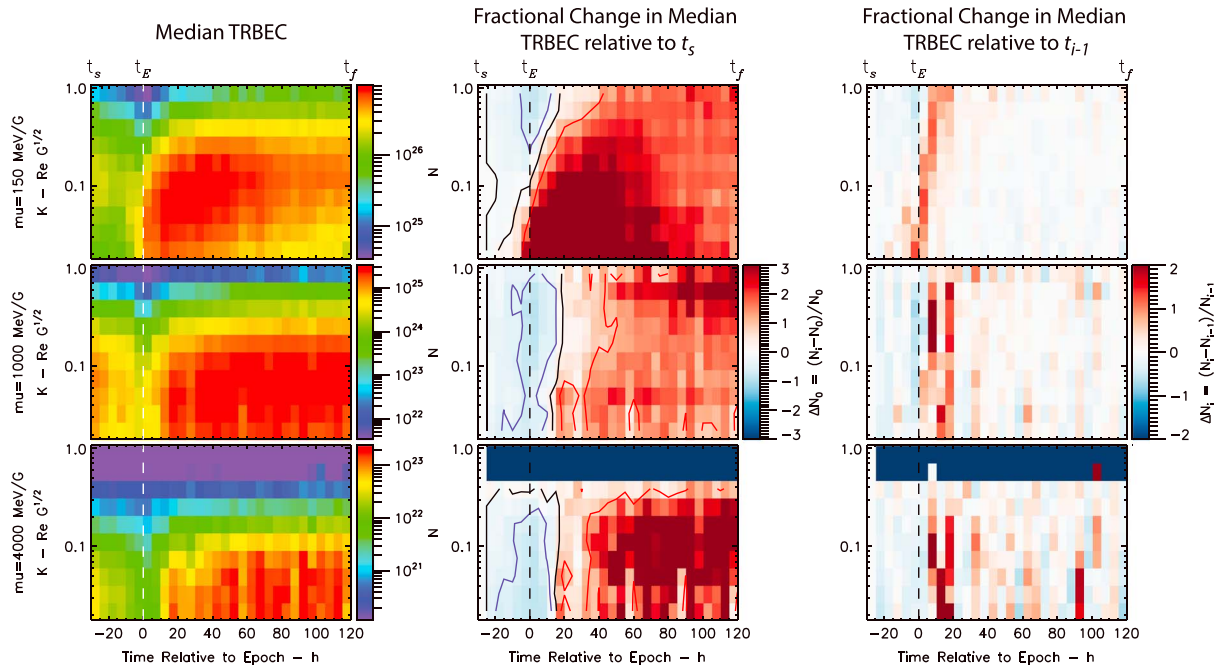 Median TRBEC
Fractional Change in Median
TRBEC relative to t_s
Fractional Change in Median
TRBEC relative to t_{i-1}
t_s t_E t_f
t_s t_E t_f
t_s t_E t_f
mu=150 MeV/G
K – Re G^{1/2}
1.0
0.1
10^{26}
10^{25}
N
1.0
0.1
1.0
0.1
mu=1000 MeV/G
K – Re G^{1/2}
1.0
0.1
10^{24}
10^{23}
10^{22}
N
1.0
0.1
3
2
1
0
−1
−2
−3
ΔN_0 = (N_i−N_0)/N_0
1.0
0.1
2
1
0
−1
−2
ΔN_i = (N_i−N_{i−1})/N_{i−1}
mu=4000 MeV/G
K – Re G^{1/2}
1.0
0.1
10^{23}
10^{22}
10^{21}
N
1.0
0.1
1.0
0.1
−20 0 20 40 60 80 100 120
−20 0 20 40 60 80 100 120
−20 0 20 40 60 80 100 120
Time Relative to Epoch – h
Time Relative to Epoch – h
Time Relative to Epoch – h